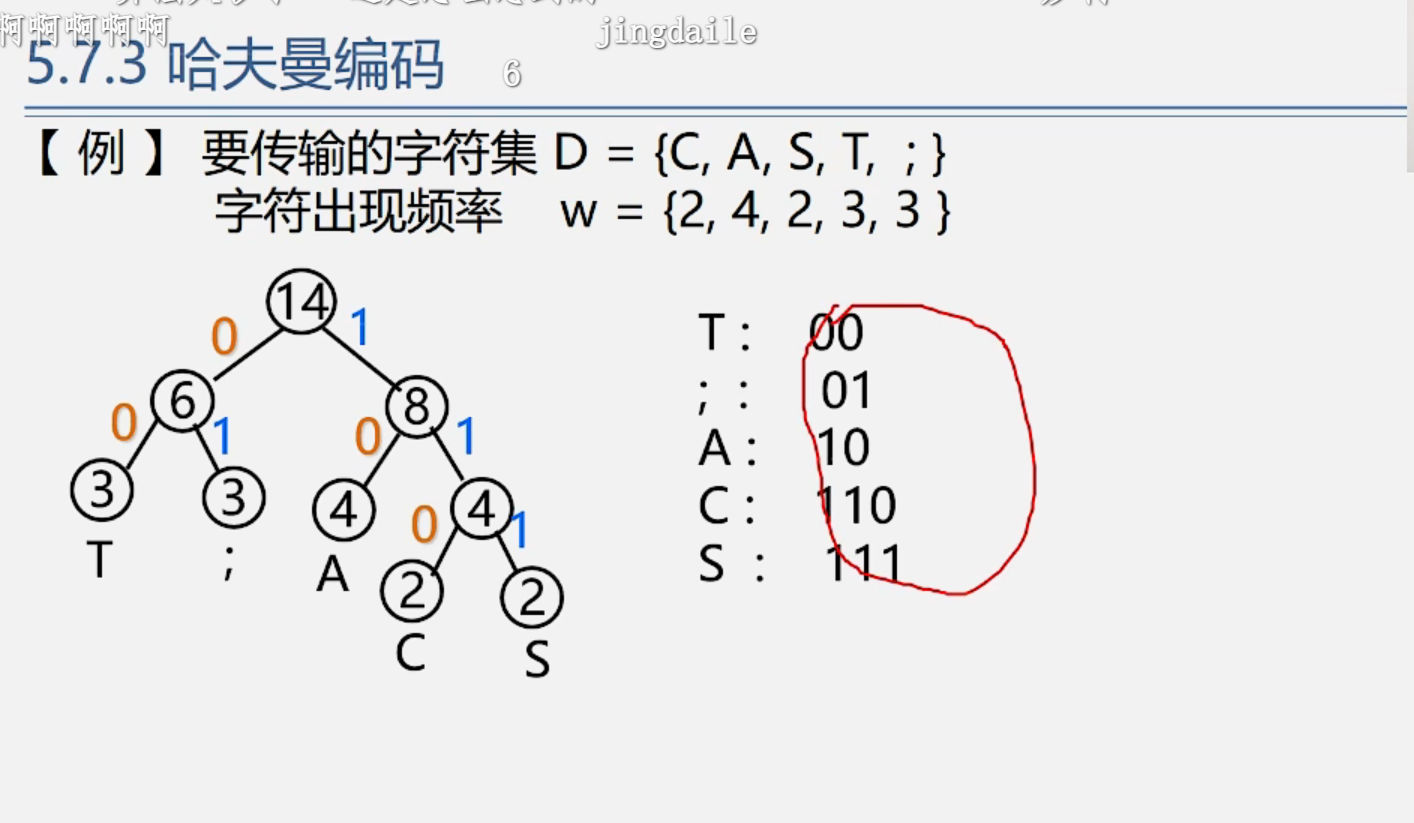 啊啊啊啊啊
jingdaile
5.7.3 哈夫曼编码
6
【 例 】 要传输的字符集 D = {C, A, S, T, ; }
字符出现频率 w = {2, 4, 2, 3, 3 }
14
0 1
6 8
0 1 0 1
3 3 4 4
0 1
T ; A 2 2
C S
T : 00
; : 01
A : 10
C : 110
S : 111